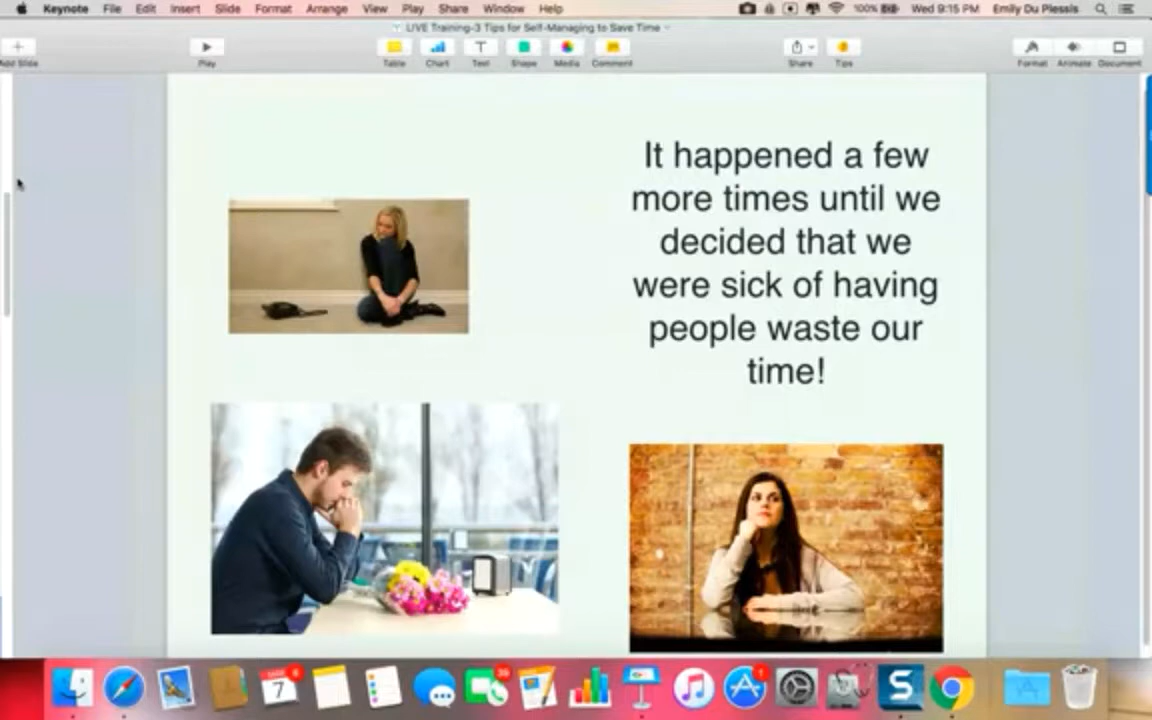 Keynote File Edit Insert Slide Format Arrange View Play Share Window Help 100% Wed 9:15 PM Emily Du Plessis
LIVE Training-3 Tips for Self-Managing to Save Time
Add Slide Play Table Chart Text Shape Media Comment Share Tips Format Animate Document
It happened a few
more times until we
decided that we
were sick of having
people waste our
time!
7